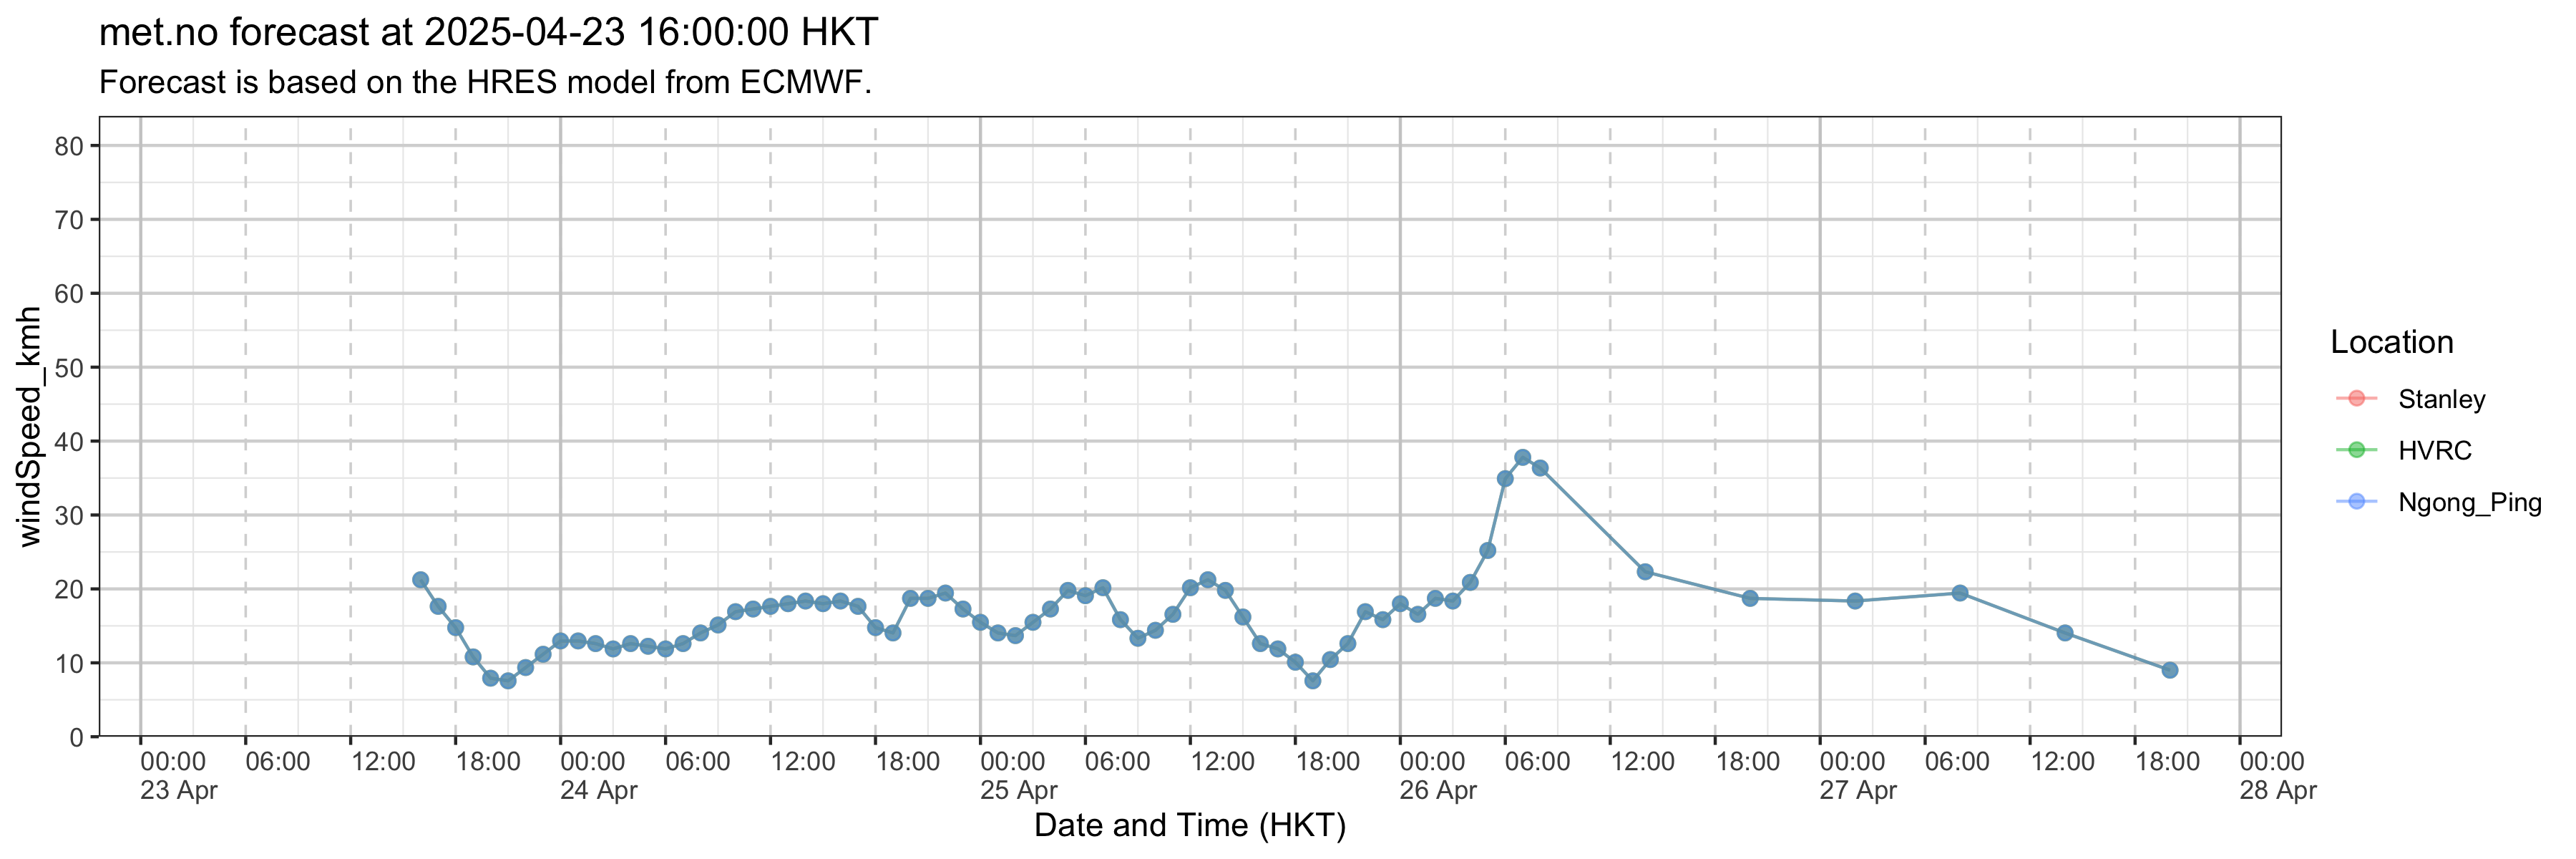 met.no forecast at 2025-04-23 16:00:00 HKT
Forecast is based on the HRES model from ECMWF.
windSpeed_kmh
80
70
60
50
40
30
20
10
0
00:00 06:00 12:00 18:00 00:00 06:00 12:00 18:00 00:00 06:00 12:00 18:00 00:00 06:00 12:00 18:00 00:00 06:00 12:00 18:00 00:00
23 Apr 24 Apr 25 Apr 26 Apr 27 Apr 28 Apr
Date and Time (HKT)
Location
Stanley
HVRC
Ngong_Ping